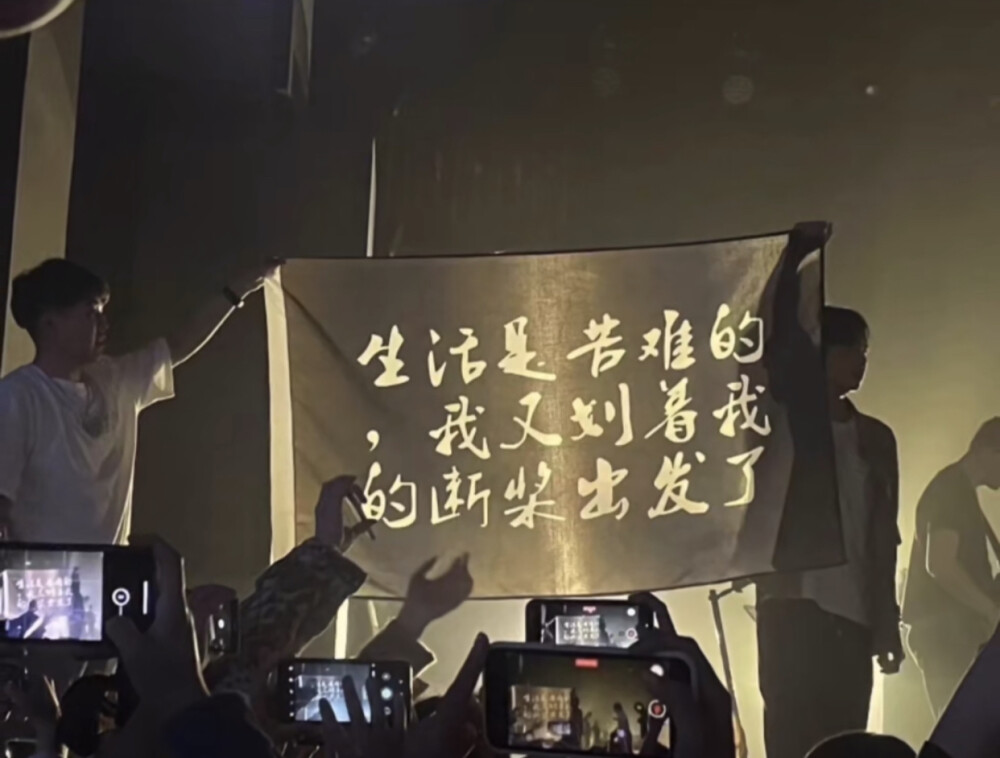 生活是苦难的
，我又划着我
的断桨出发了